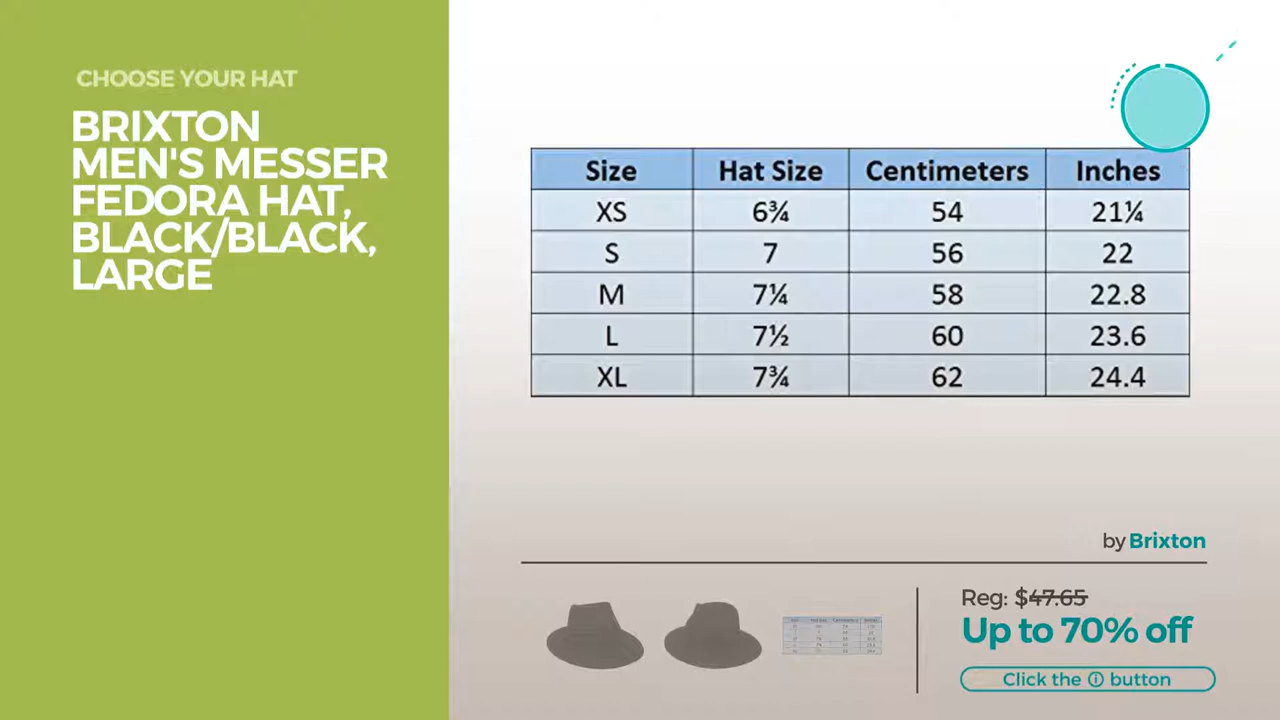 CHOOSE YOUR HAT
BRIXTON
MEN'S MESSER
FEDORA HAT,
BLACK/BLACK,
LARGE
Size Hat Size Centimeters Inches
XS 6¾ 54 21¼
S 7 56 22
M 7¼ 58 22.8
L 7½ 60 23.6
XL 7¾ 62 24.4
by Brixton
Reg: $47.65
Up to 70% off
Click the ⓘ button